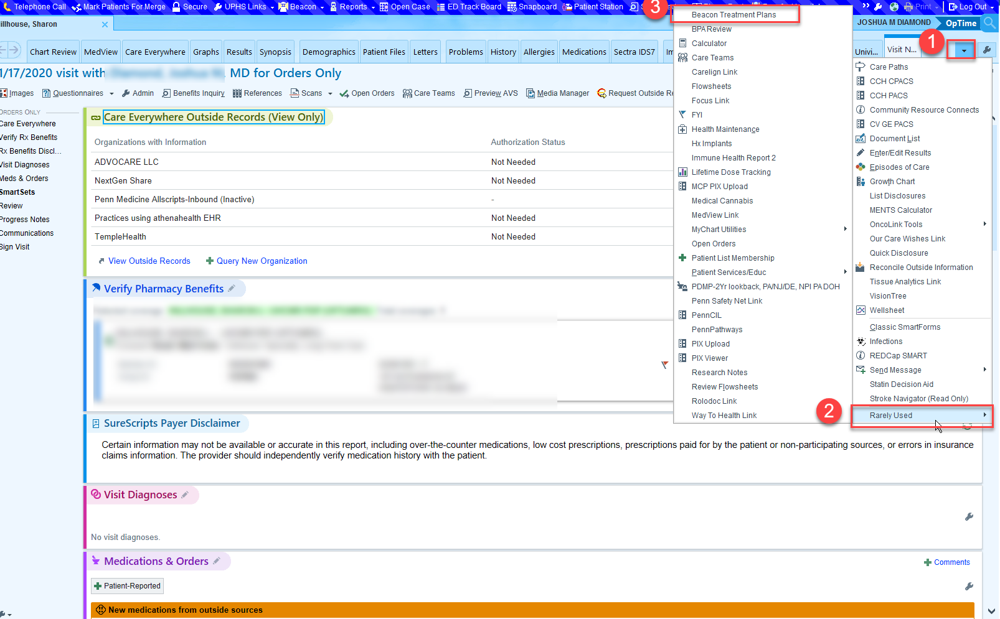 Telephone Call Mark Patients For Merge Secure UPHS Links Beacon Reports Open Case ED Track Board Snapboard Patient Station Print Log Out
illhouse, Sharon
JOSHUA M DIAMOND OpTime
Chart Review MedView Care Everywhere Graphs Results Synopsis Demographics Patient Files Letters Problems History Allergies Medications Sectra IDS7 Univi... Visit N...
1
1/17/2020 visit with Diamond, Joshua M, MD for Orders Only
Images Questionnaires Admin Benefits Inquiry References Scans Open Orders Care Teams Preview AVS Media Manager Request Outside Re
ORDERS ONLY
Care Everywhere
Verify Rx Benefits
Rx Benefits Discl...
Visit Diagnoses
Meds & Orders
SmartSets
Review
Progress Notes
Communications
Sign Visit
Care Everywhere Outside Records (View Only)
Organizations with Information Authorization Status
ADVOCARE LLC Not Needed
NextGen Share Not Needed
Penn Medicine Allscripts-Inbound (Inactive) -
Practices using athenahealth EHR Not Needed
TempleHealth Not Needed
View Outside Records Query New Organization
Verify Pharmacy Benefits
SureScripts Payer Disclaimer
Certain information may not be available or accurate in this report, including over-the-counter medications, low cost prescriptions, prescriptions paid for by the patient or non-participating sources, or errors in insurance
claims information. The provider should independently verify medication history with the patient.
Visit Diagnoses
No visit diagnoses.
Medications & Orders
Comments
Patient-Reported
New medications from outside sources
3
Beacon Treatment Plans
BPA Review
Calculator
Care Teams
Carelign Link
Flowsheets
Focus Link
FYI
Health Maintenance
Hx Implants
Immune Health Report 2
Lifetime Dose Tracking
MCP PIX Upload
Medical Cannabis
MedView Link
MyChart Utilities
Open Orders
Patient List Membership
Patient Services/Educ
PDMP-2Yr lookback, PA/NJ/DE, NPI PA DOH
Penn Safety Net Link
PennCIL
PennPathways
PIX Upload
PIX Viewer
Research Notes
Review Flowsheets
Rolodoc Link
Way To Health Link
Care Paths
CCH CPACS
CCH PACS
Community Resource Connects
CV GE PACS
Document List
Enter/Edit Results
Episodes of Care
Growth Chart
List Disclosures
MENTS Calculator
OncoLink Tools
Our Care Wishes Link
Quick Disclosure
Reconcile Outside Information
Tissue Analytics Link
VisionTree
Wellsheet
Classic SmartForms
Infections
REDCap SMART
Send Message
Statin Decision Aid
Stroke Navigator (Read Only)
2
Rarely Used